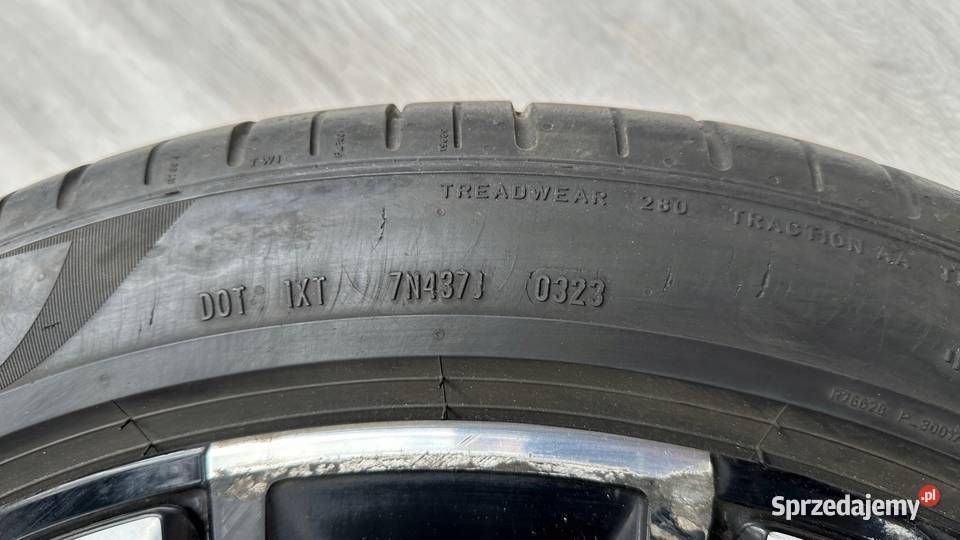 TWI
TREADWEAR 280 TRACTION AA
DOT 1XT 7N437J 0323
Sprzedajemy.pl